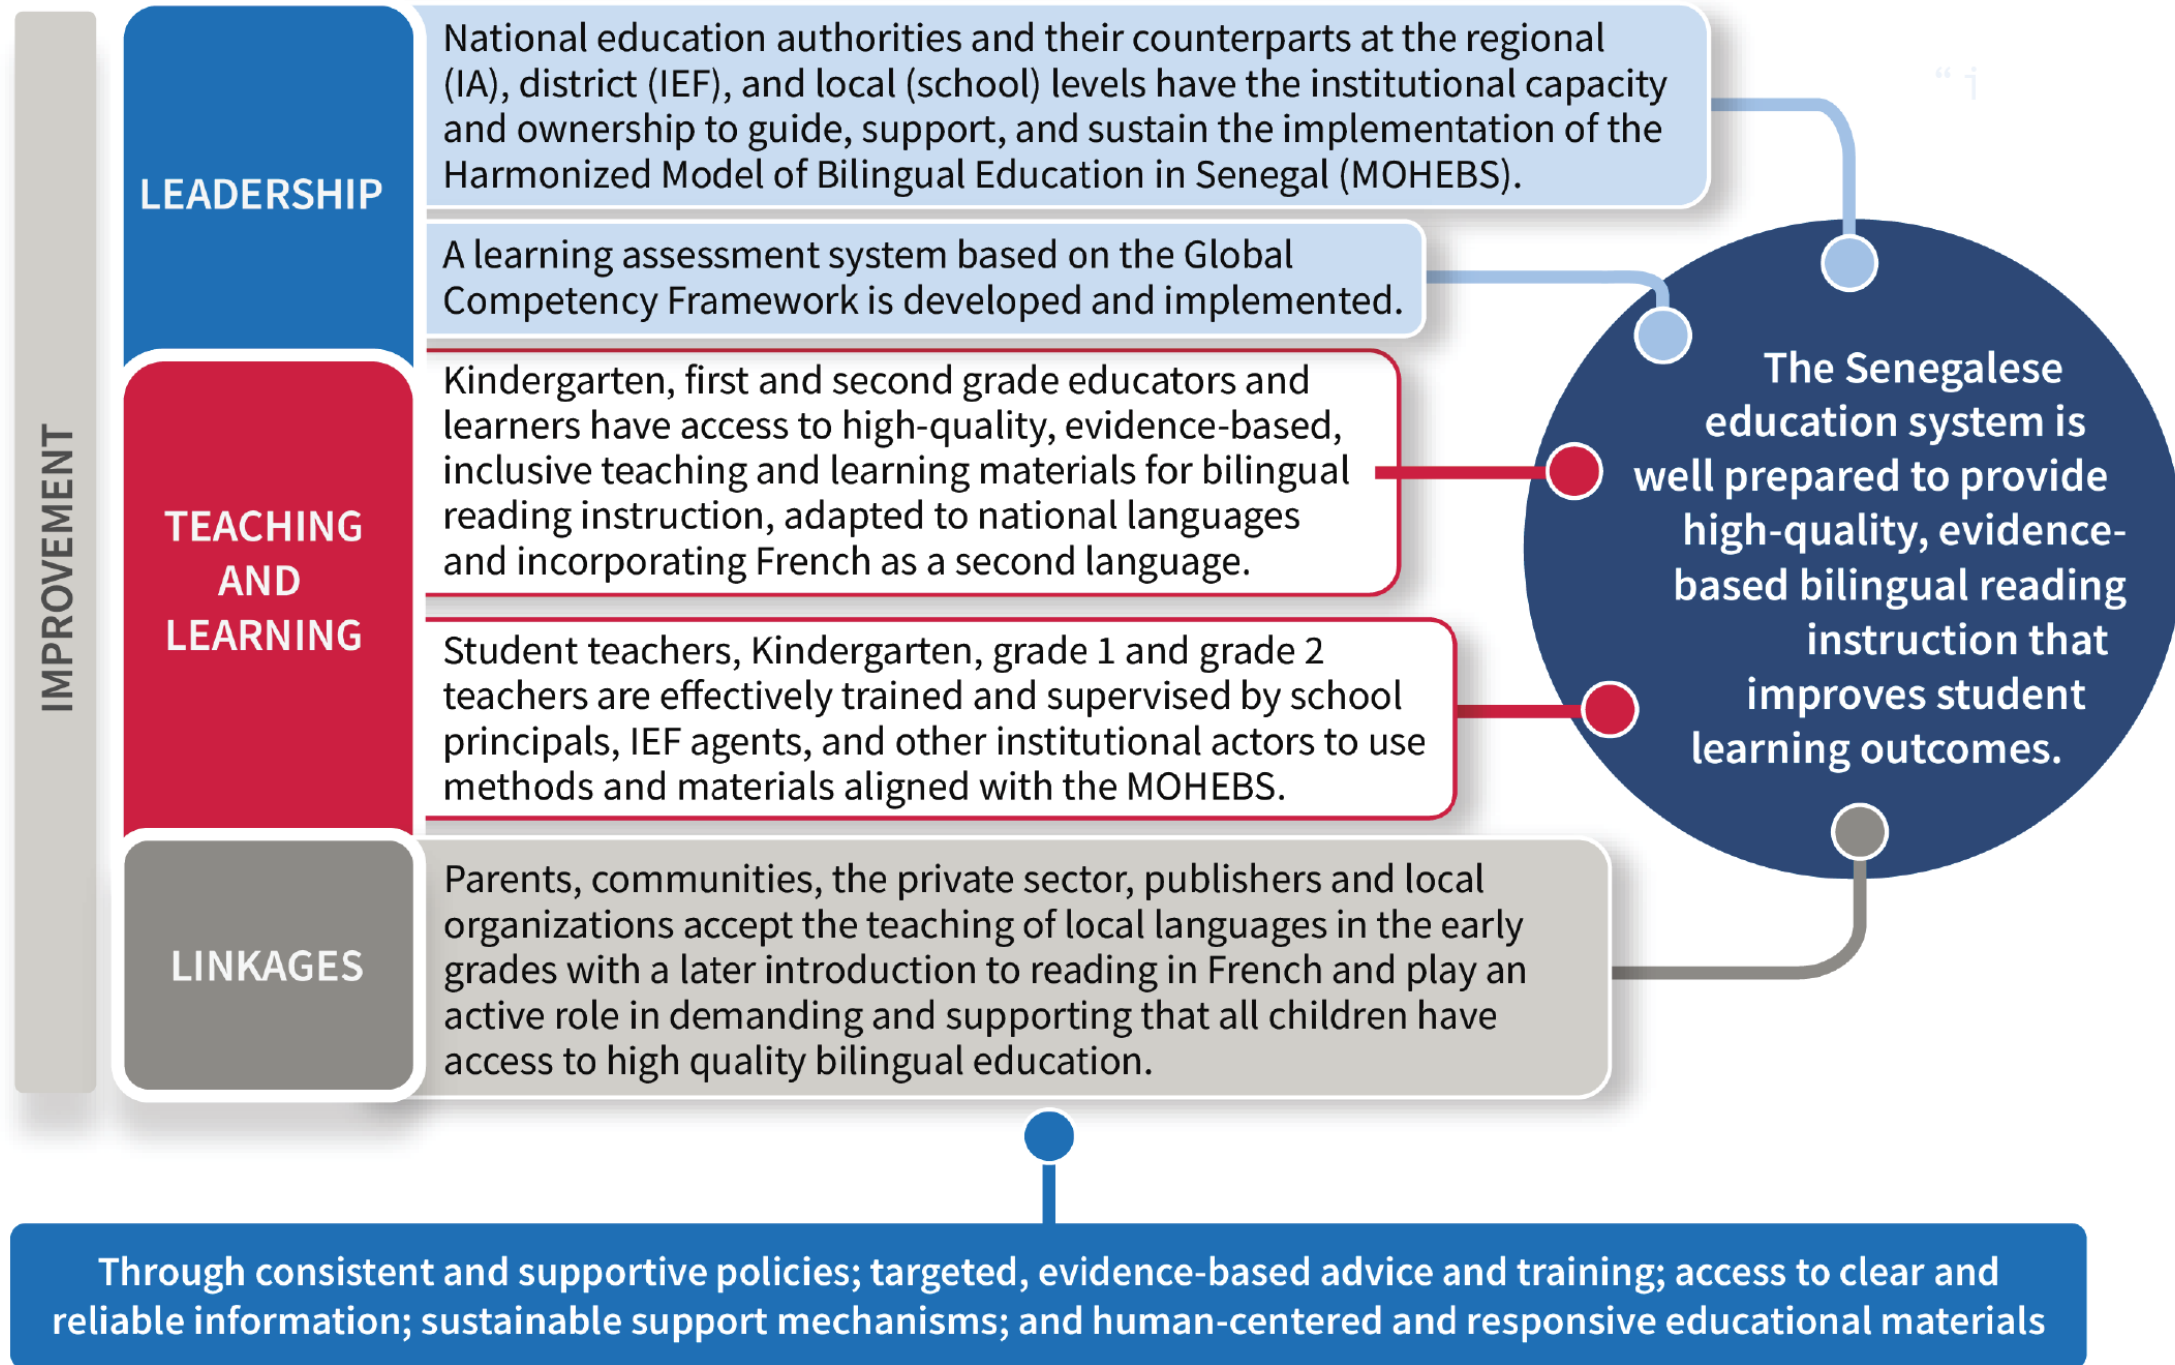 IMPROVEMENT
LEADERSHIP
National education authorities and their counterparts at the regional
(IA), district (IEF), and local (school) levels have the institutional capacity
and ownership to guide, support, and sustain the implementation of the
Harmonized Model of Bilingual Education in Senegal (MOHEBS).
A learning assessment system based on the Global
Competency Framework is developed and implemented.
TEACHING
AND
LEARNING
Kindergarten, first and second grade educators and
learners have access to high-quality, evidence-based,
inclusive teaching and learning materials for bilingual
reading instruction, adapted to national languages
and incorporating French as a second language.
Student teachers, Kindergarten, grade 1 and grade 2
teachers are effectively trained and supervised by school
principals, IEF agents, and other institutional actors to use
methods and materials aligned with the MOHEBS.
LINKAGES
Parents, communities, the private sector, publishers and local
organizations accept the teaching of local languages in the early
grades with a later introduction to reading in French and play an
active role in demanding and supporting that all children have
access to high quality bilingual education.
The Senegalese
education system is
well prepared to provide
high-quality, evidence-
based bilingual reading
instruction that
improves student
learning outcomes.
Through consistent and supportive policies; targeted, evidence-based advice and training; access to clear and
reliable information; sustainable support mechanisms; and human-centered and responsive educational materials